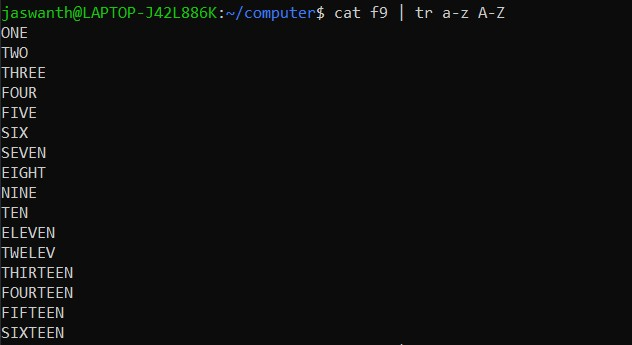 jaswanth@LAPTOP-J42L886K:~/computer$ cat f9 | tr a-z A-Z
ONE
TWO
THREE
FOUR
FIVE
SIX
SEVEN
EIGHT
NINE
TEN
ELEVEN
TWELEV
THIRTEEN
FOURTEEN
FIFTEEN
SIXTEEN